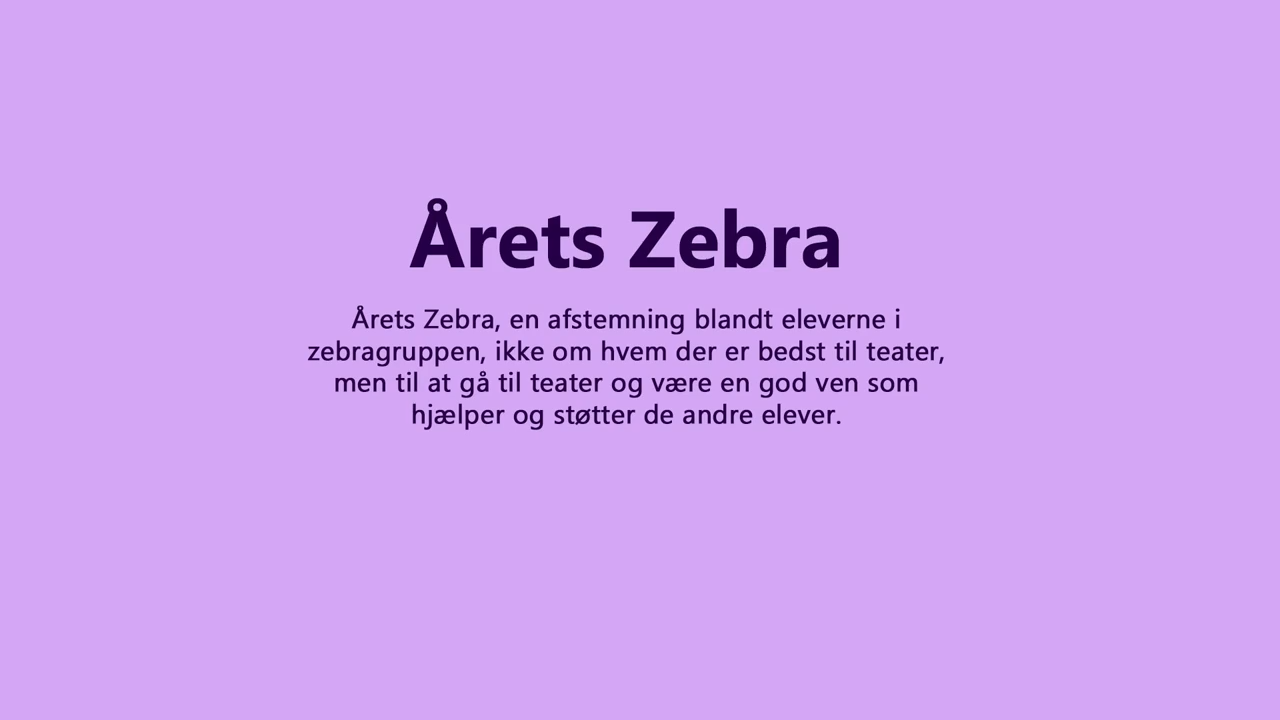 Årets Zebra
Årets Zebra, en afstemning blandt eleverne i
zebragruppen, ikke om hvem der er bedst til teater,
men til at gå til teater og være en god ven som
hjælper og støtter de andre elever.